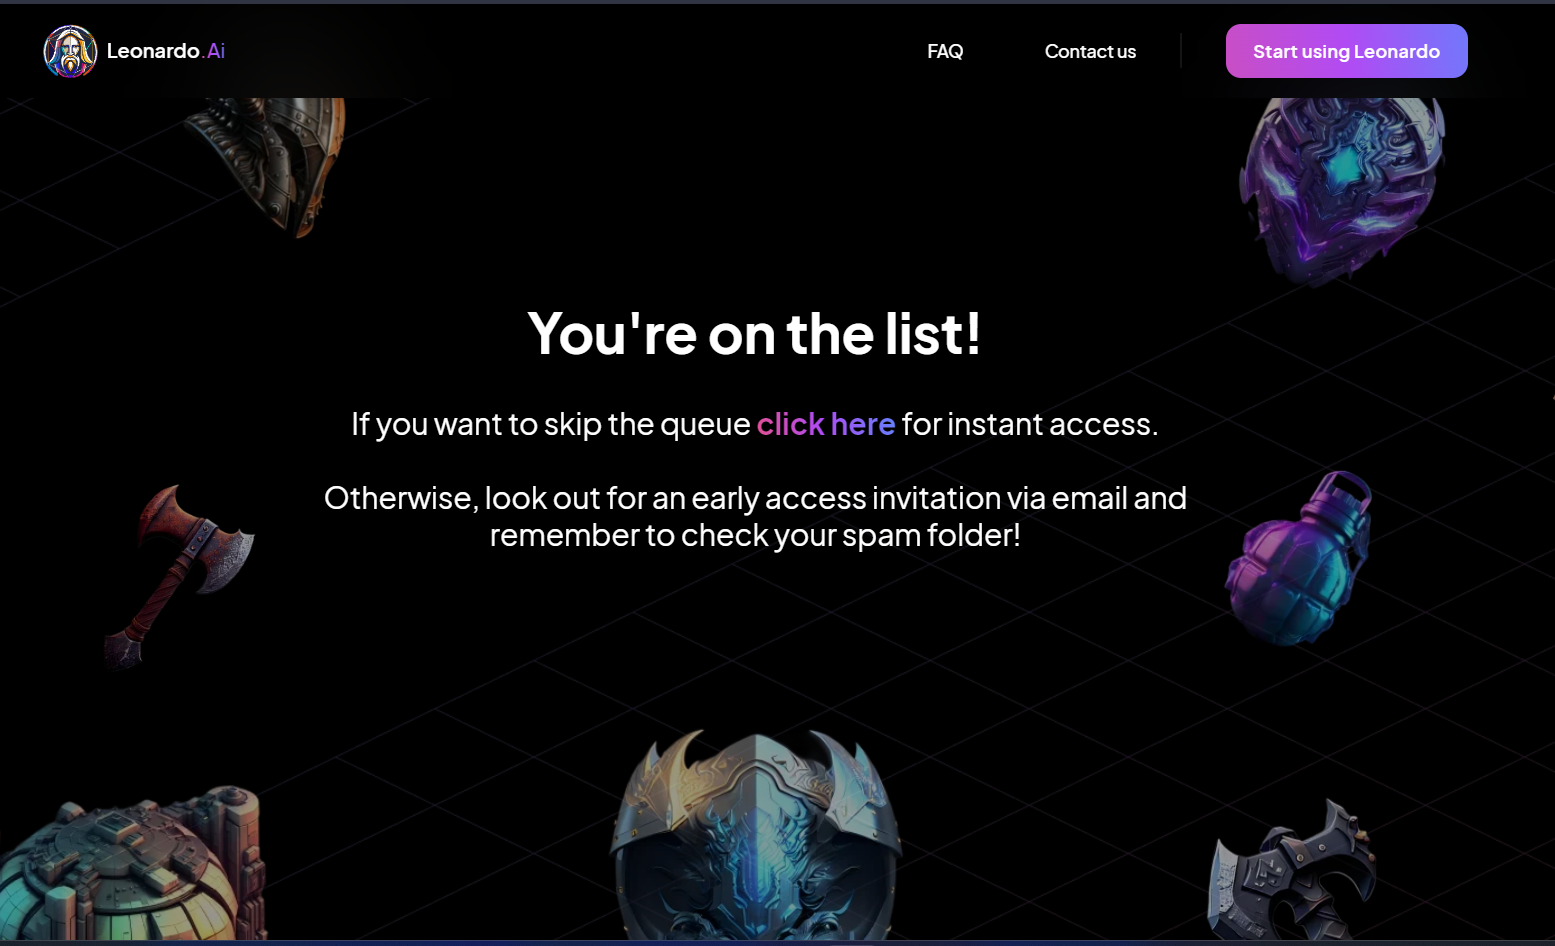 Leonardo.Ai
FAQ
Contact us
Start using Leonardo
You're on the list!
If you want to skip the queue click here for instant access.
Otherwise, look out for an early access invitation via email and
remember to check your spam folder!